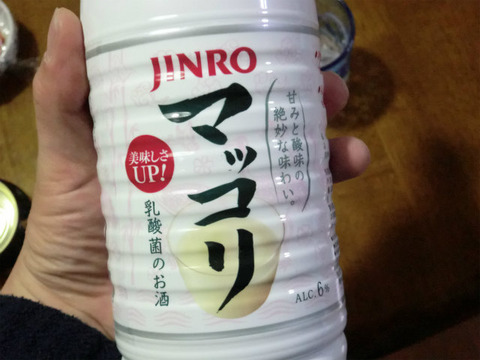 JINRO
マッコリ
甘みと酸味の
絶妙な味わい。
美味しさ
UP!
乳酸菌のお酒
ALC.6%